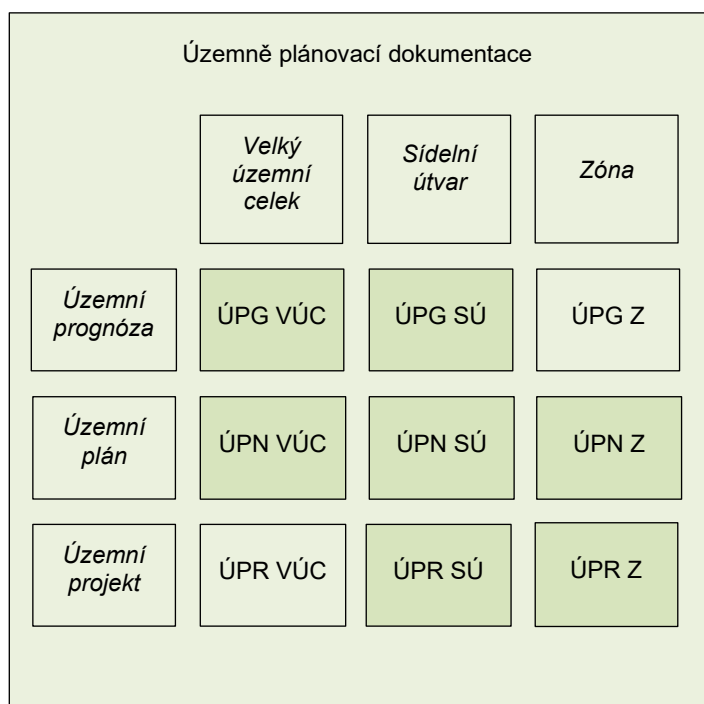 Územně plánovací dokumentace
Velký
územní
celek
Sídelní
útvar
Zóna
Územní
prognóza
ÚPG VÚC
ÚPG SÚ
ÚPG Z
Územní
plán
ÚPN VÚC
ÚPN SÚ
ÚPN Z
Územní
projekt
ÚPR VÚC
ÚPR SÚ
ÚPR Z